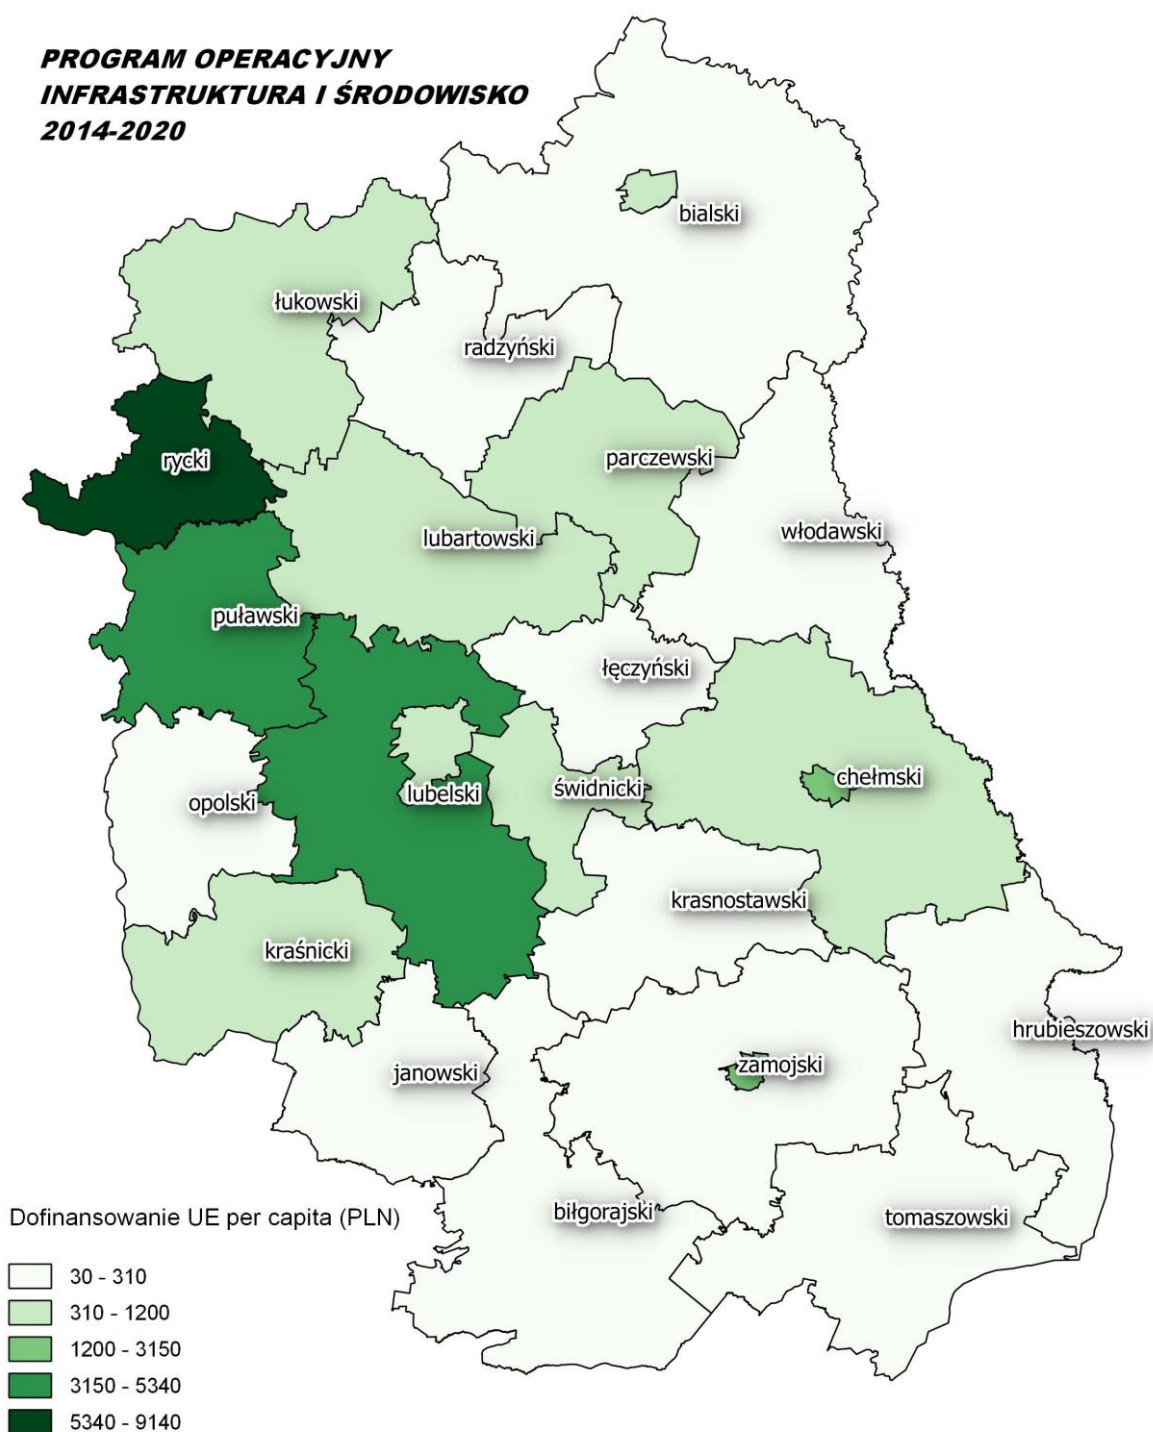 PROGRAM OPERACYJNY
INFRASTRUKTURA I ŚRODOWISKO
2014-2020
bialski
łukowski
radzyński
rycki
parczewski
lubartowski
włodawski
puławski
łęczyński
opolski
lubelski
świdnicki
chełmski
krasnostawski
kraśnicki
hrubieszowski
janowski
zamojski
biłgorajski
tomaszowski
Dofinansowanie UE per capita (PLN)
30 - 310
310 - 1200
1200 - 3150
3150 - 5340
5340 - 9140